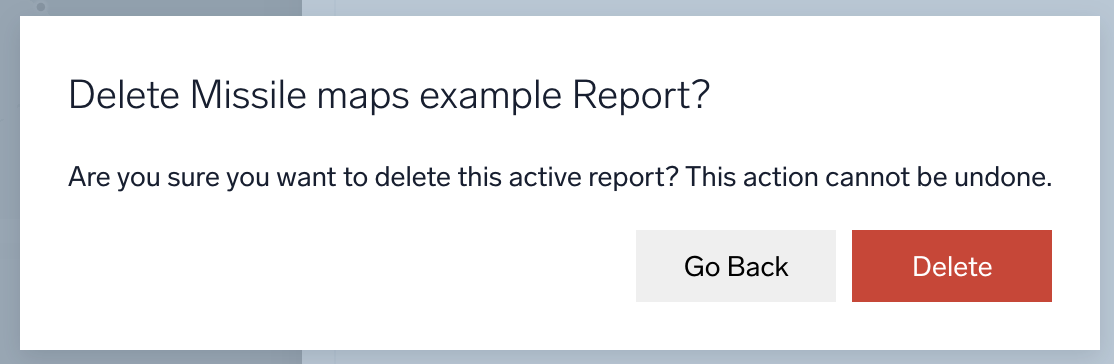 Delete Missile maps example Report?
Are you sure you want to delete this active report? This action cannot be undone.
Go Back
Delete